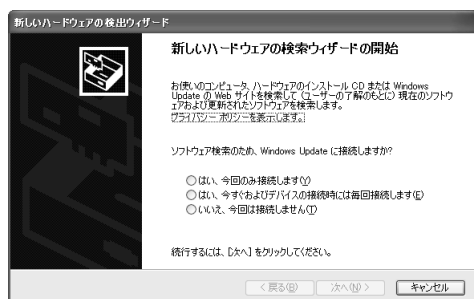 新しいハードウェアの検出ウィザード
新しいハードウェアの検索ウィザードの開始
お使いのコンピュータ、ハードウェアのインストール CD または Windows
Update の Web サイトを検索して (ユーザーの了解のもとに) 現在のソフトウ
ェアおよび更新されたソフトウェアを検索します。
プライバシー ポリシーを表示します。
ソフトウェア検索のため、Windows Update に接続しますか?
はい、今回のみ接続します(Y)
はい、今すぐおよびデバイスの接続時には毎回接続します(E)
いいえ、今回は接続しません(T)
続行するには、[次へ] をクリックしてください。
< 戻る(B)
次へ(N) >
キャンセル